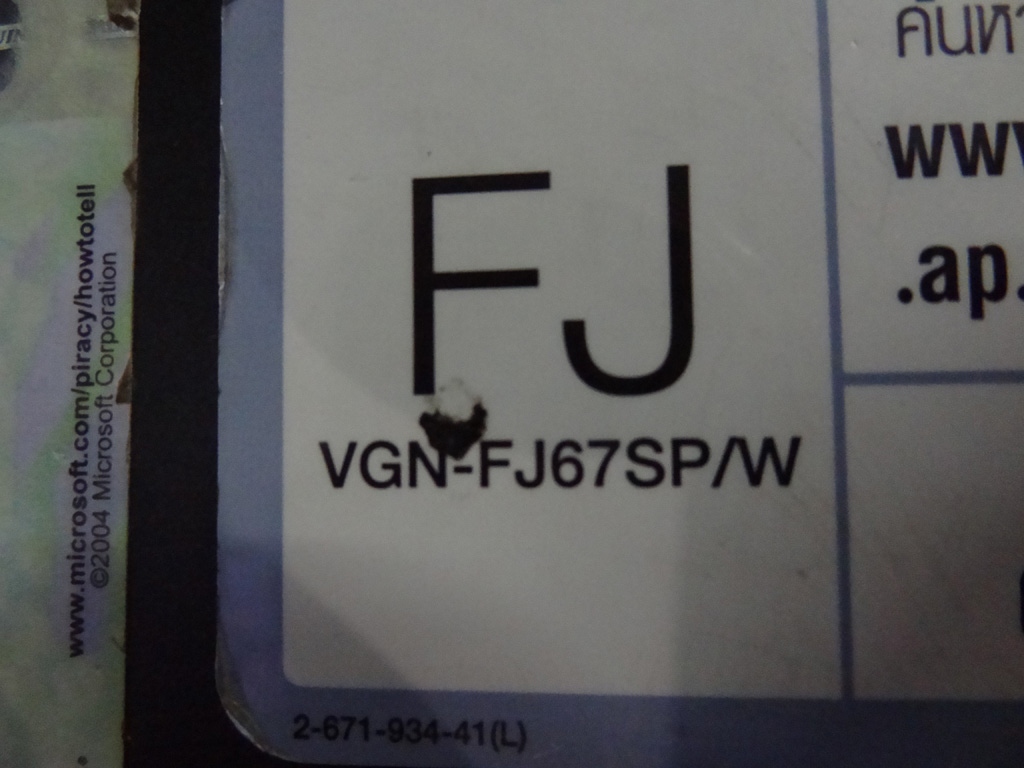 www.microsoft.com/piracy/howtotell
©2004 Microsoft Corporation
FJ
VGN-FJ67SP/W
2-671-934-41(L)
ค้นหา
www
.ap.